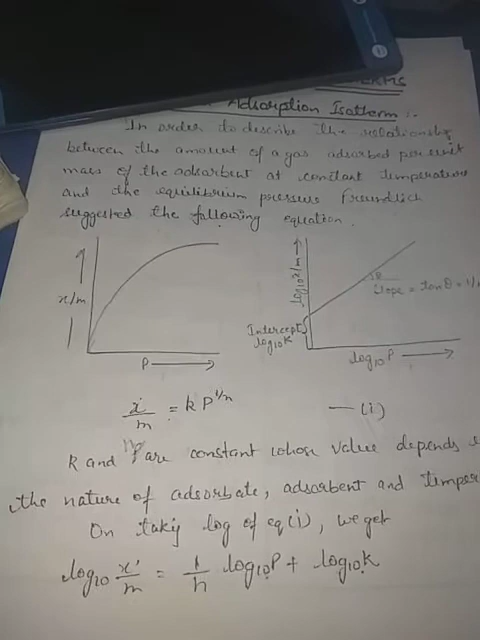 Adsorption Isotherm :-
In order to describe the relationship
between the amount of a gas adsorbed per unit
mass of the adsorbent at constant temperature
and the equilibrium pressure Freundlich
suggested the following equation.
x/m
P
log10 x/m
θ
slope = tan θ = 1/n
Intercept
log10K
log10P
x/m = k P^1/n —(i)
K and n are constant whose value depends
the nature of adsorbate, adsorbent and temper
On takig log of eq(i), we get
log10 x/m = 1/n log10P + log10K